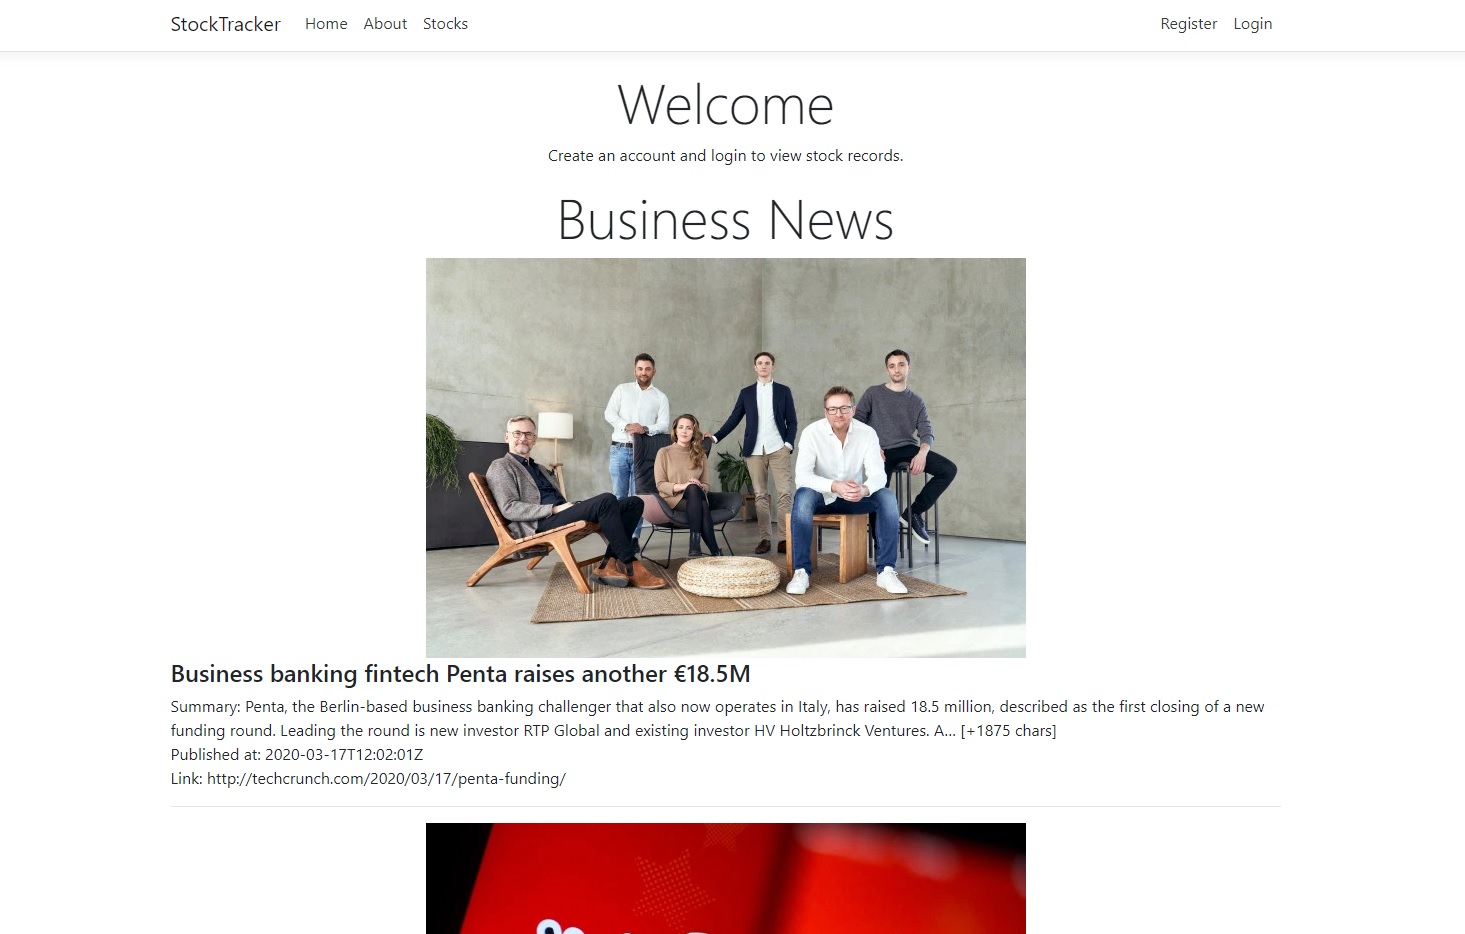 StockTracker Home About Stocks Register Login
Welcome
Create an account and login to view stock records.
Business News
Business banking fintech Penta raises another €18.5M
Summary: Penta, the Berlin-based business banking challenger that also now operates in Italy, has raised 18.5 million, described as the first closing of a new
funding round. Leading the round is new investor RTP Global and existing investor HV Holtzbrinck Ventures. A... [+1875 chars]
Published at: 2020-03-17T12:02:01Z
Link: http://techcrunch.com/2020/03/17/penta-funding/